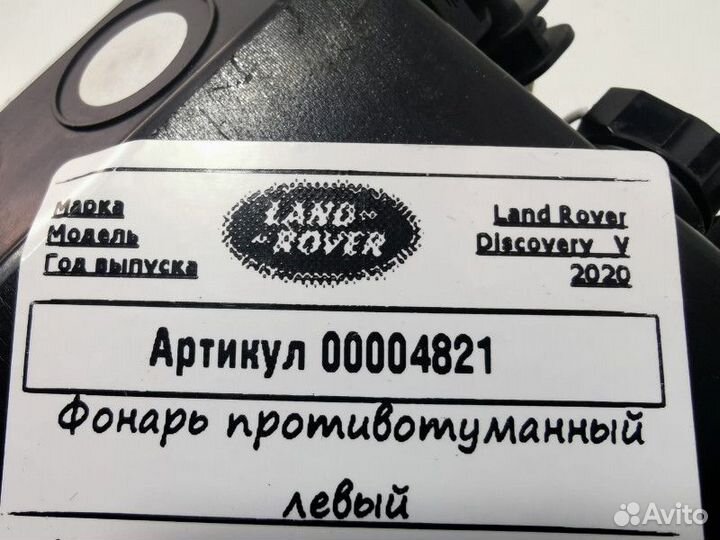 Марка
Модель
Год выпуска
LAND
ROVER
Land Rover
Discovery V
2020
Артикул 00004821
Фонарь противотуманный
левый
Avito